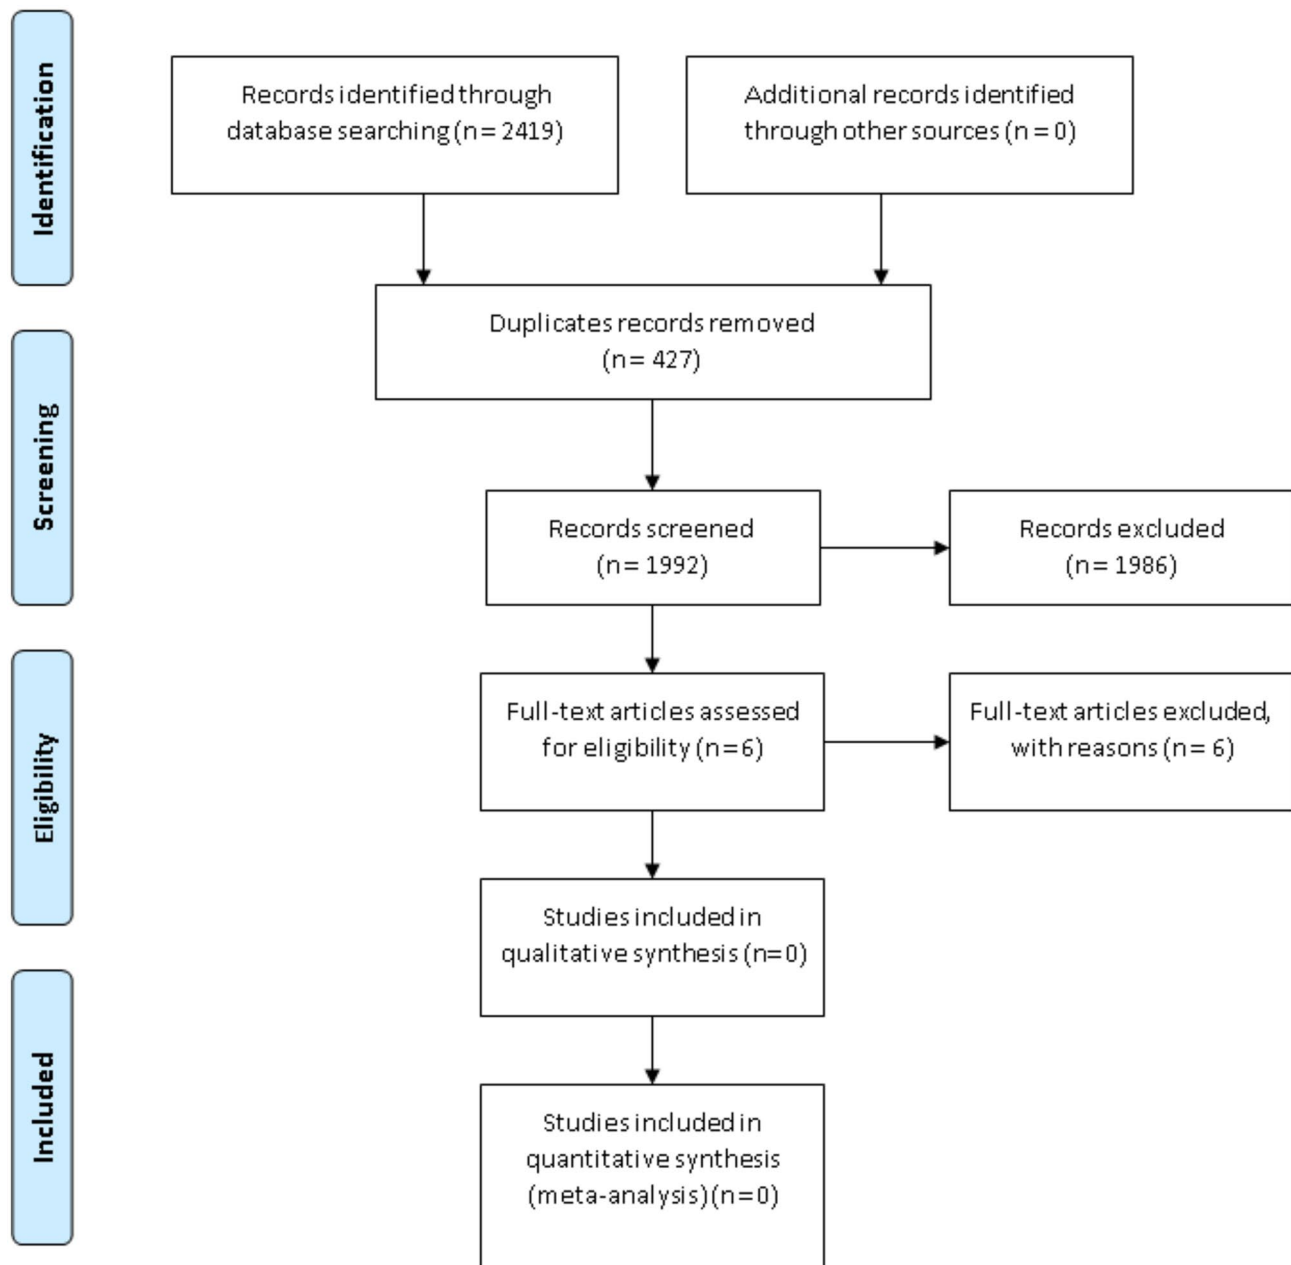 Identification
Records identified through
database searching (n= 2419)
Additional records identified
through other sources (n = 0)
Duplicates records removed
(n= 427)
Screening
Records screened
(n= 1992)
Records excluded
(n= 1986)
Eligibility
Full-text articles assessed
for eligibility (n=6)
Full-text articles excluded,
with reasons (n= 6)
Studies included in
qualitative synthesis (n=0)
Included
Studies included in
quantitative synthesis
(meta-analysis) (n=0)